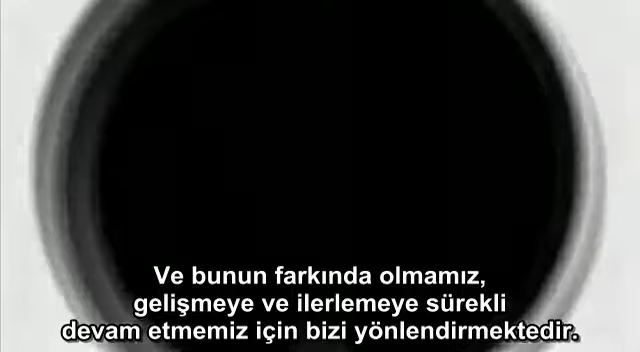 Ve bunun farkında olmamız,
gelişmeye ve ilerlemeye sürekli
devam etmemiz için bizi yönlendirmektedir.